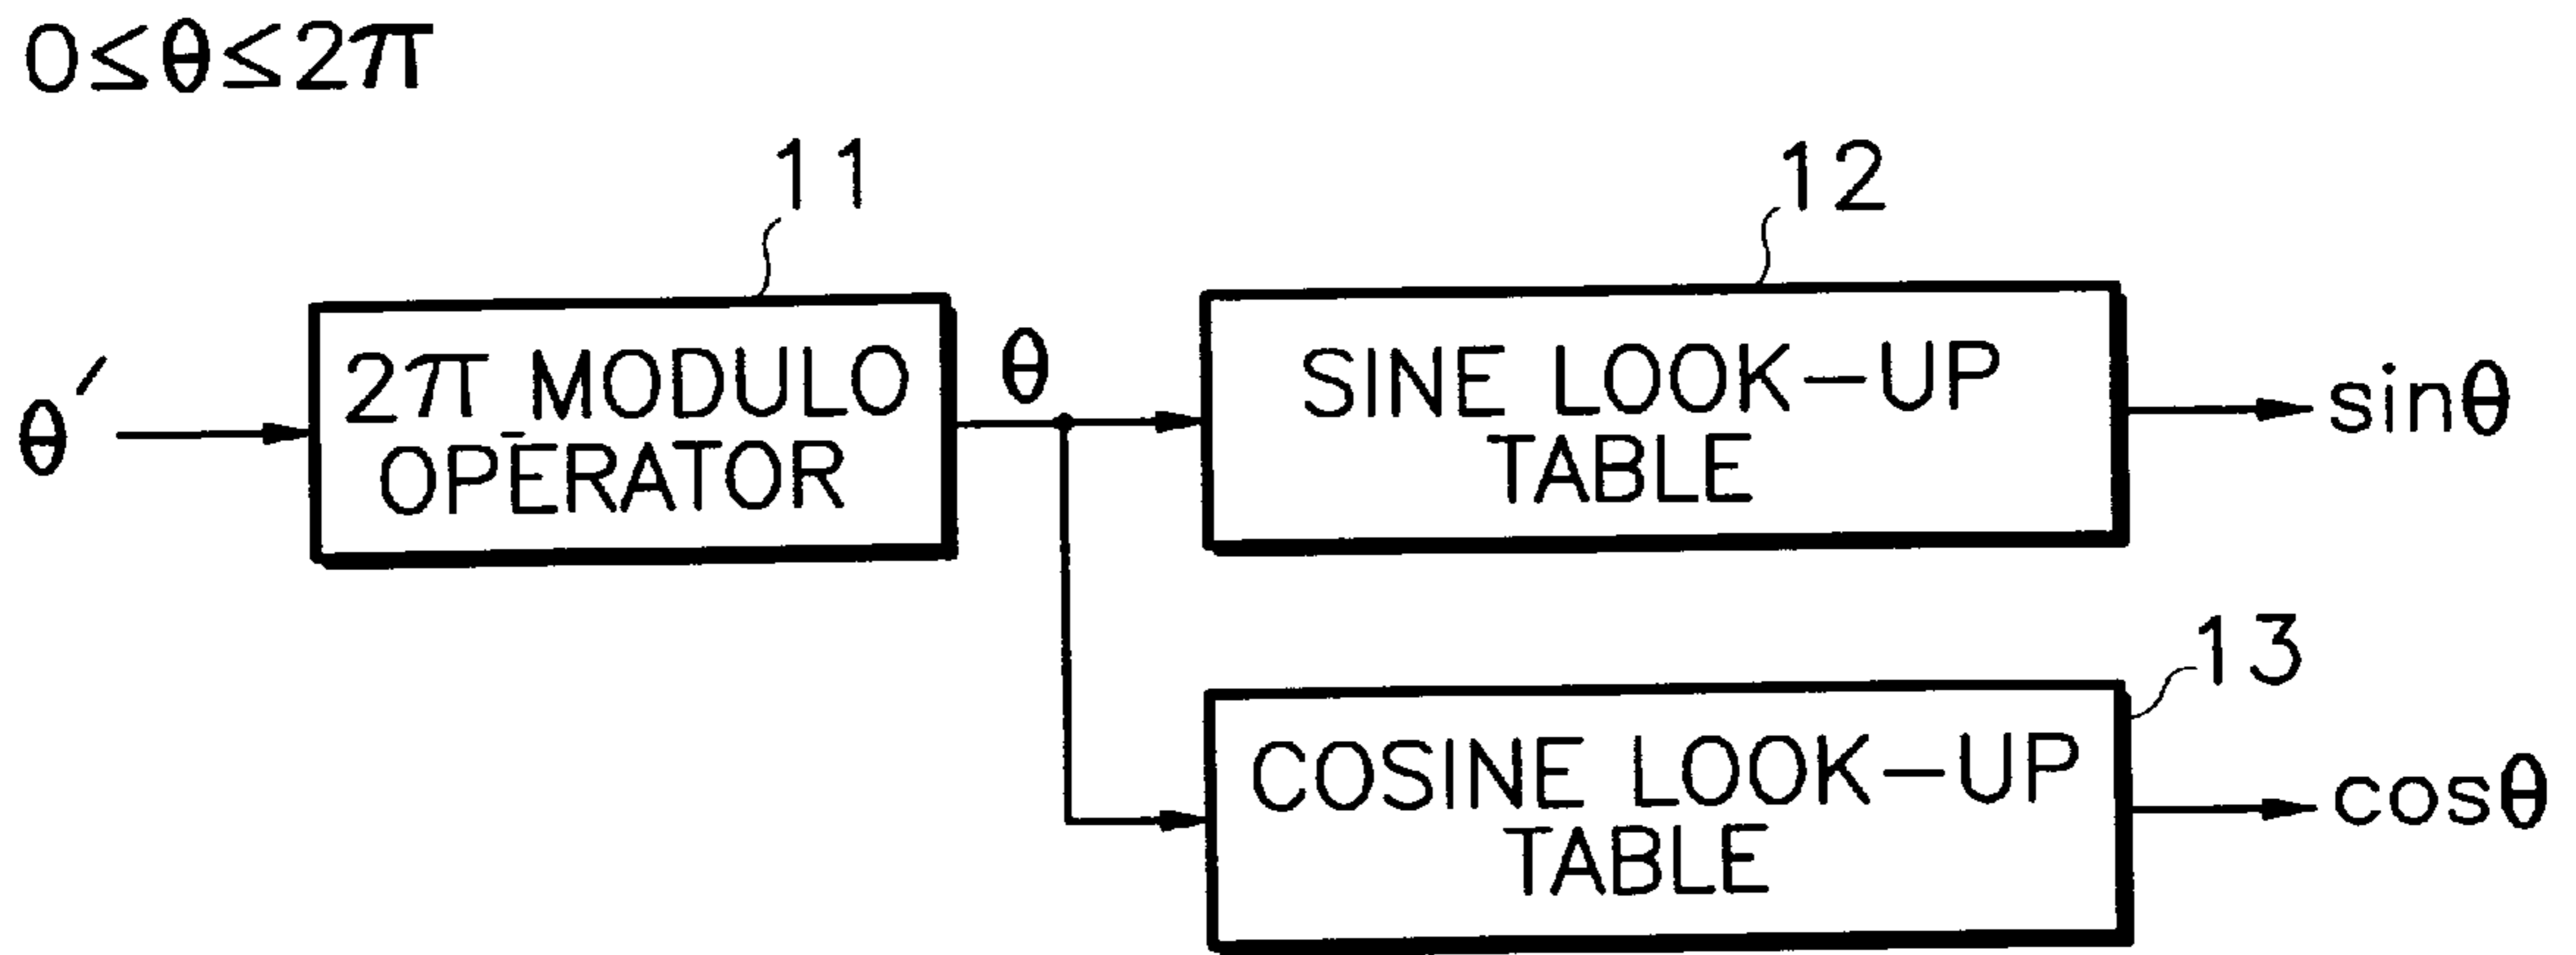 0≤θ≤2π
11
12
θ′
2π MODULO
OPERATOR
θ
SINE LOOK-UP
TABLE
sinθ
13
COSINE LOOK-UP
TABLE
cosθ